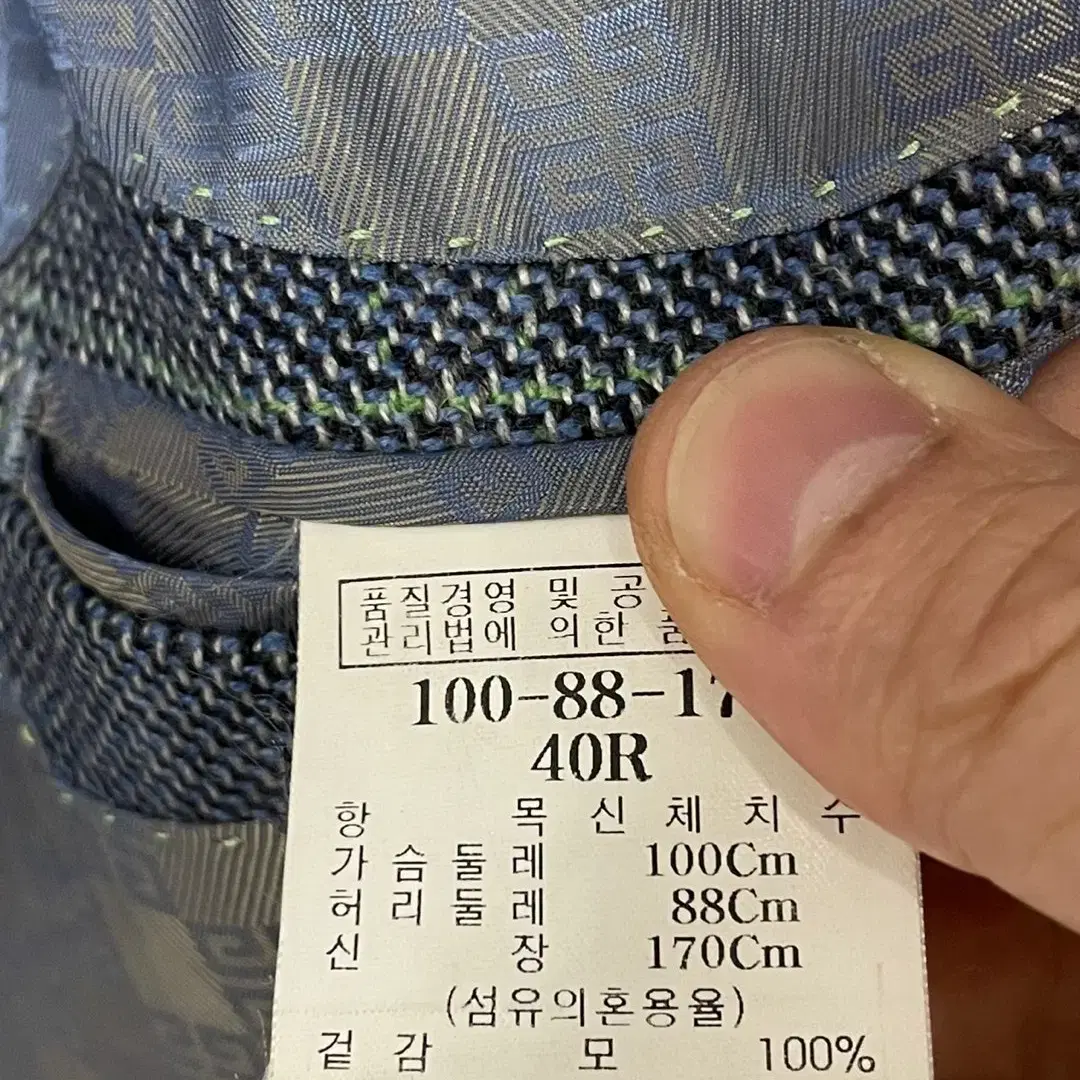 품질경영 및 공
관리법에 의한 품
100-88-17
40R
항 목 신 체 치 수
가 슴 둘 레 100Cm
허 리 둘 레 88Cm
신 장 170Cm
(섬유의혼용율)
겉 감 모 100%